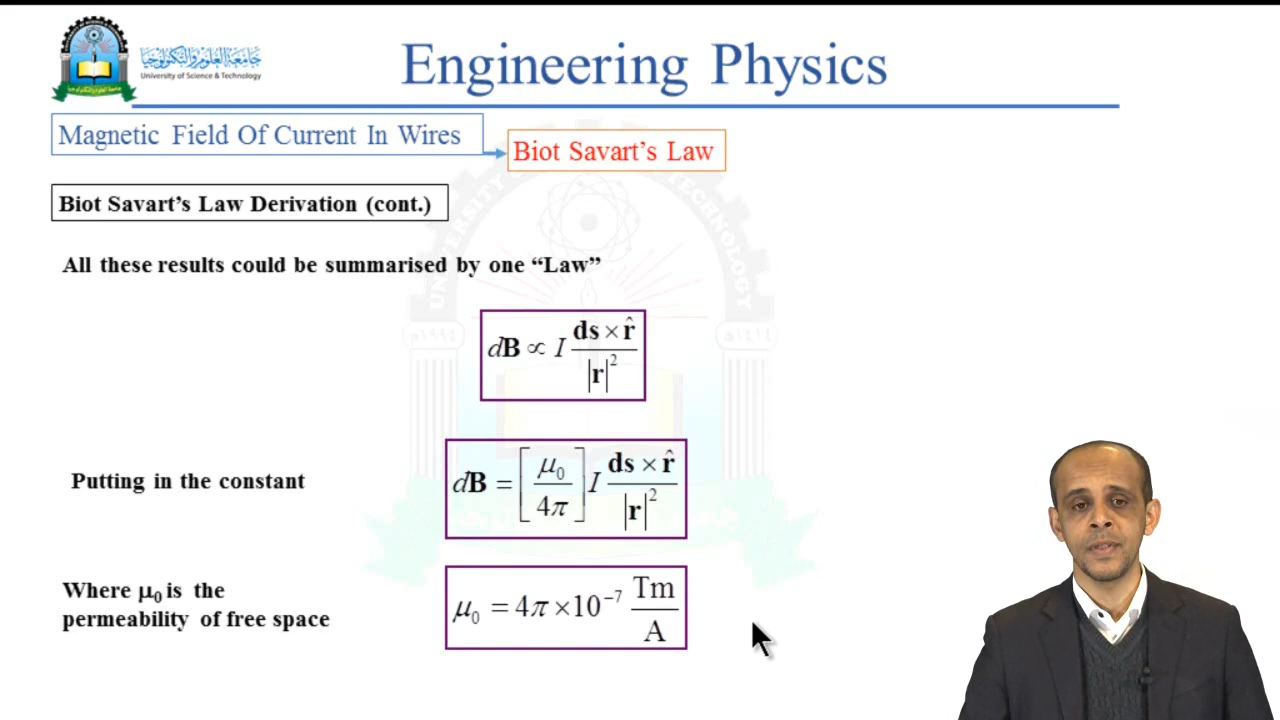 جامعة العلوم والتكنولوجيا
University of Science & Technology
Engineering Physics
Magnetic Field Of Current In Wires
Biot Savart's Law
Biot Savart's Law Derivation (cont.)
All these results could be summarised by one “Law”
dB ∝ I ds × r̂ / |r|²
Putting in the constant
dB = [μ₀ / 4π] I ds × r̂ / |r|²
Where μ₀ is the
permeability of free space
μ₀ = 4π × 10⁻⁷ Tm / A